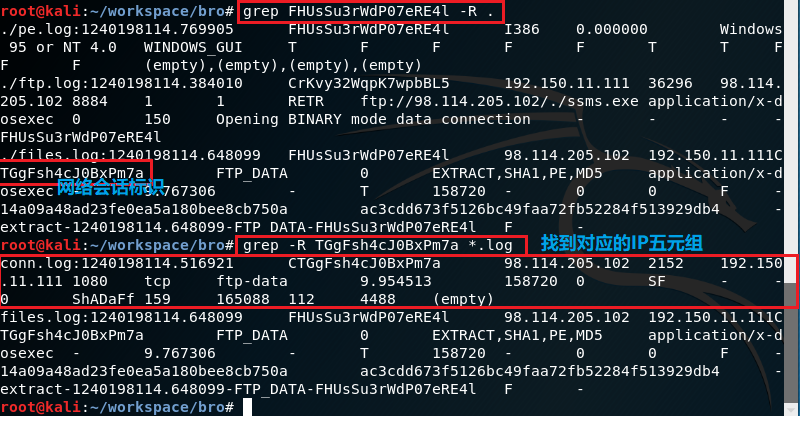 root@kali:~/workspace/bro# grep FHUsSu3rWdP07eRE4l -R .
./pe.log:1240198114.769905 FHUsSu3rWdP07eRE4l I386 0.000000 Windows
95 or NT 4.0 WINDOWS_GUI T F F F F T T F
F F (empty),(empty),(empty),(empty)
./ftp.log:1240198114.384010 CrKvy32WqpK7wpbBL5 192.150.11.111 36296 98.114.
205.102 8884 1 1 RETR ftp://98.114.205.102/./ssms.exe application/x-d
osexec 0 150 Opening BINARY mode data connection - - - -
FHUsSu3rWdP07eRE4l
./files.log:1240198114.648099 FHUsSu3rWdP07eRE4l 98.114.205.102 192.150.11.111C
TGgFsh4cJ0BxPm7a FTP_DATA 0 EXTRACT,SHA1,PE,MD5 application/x-d
网络会话标识
osexec - 9.767306 - T 158720 - 0 0 F -
14a09a48ad23fe0ea5a180bee8cb750a ac3cdd673f5126bc49faa72fb52284f513929db4 -
extract-1240198114.648099-FTP_DATA-FHUsSu3rWdP07eRE4l F -
root@kali:~/workspace/bro# grep -R TGgFsh4cJ0BxPm7a *.log 找到对应的IP五元组
conn.log:1240198114.516921 CTGgFsh4cJ0BxPm7a 98.114.205.102 2152 192.150
.11.111 1080 tcp ftp-data 9.954513 158720 0 SF - -
0 ShADaFf 159 165088 112 4488 (empty)
files.log:1240198114.648099 FHUsSu3rWdP07eRE4l 98.114.205.102 192.150.11.111C
TGgFsh4cJ0BxPm7a FTP_DATA 0 EXTRACT,SHA1,PE,MD5 application/x-d
osexec - 9.767306 - T 158720 - 0 0 F -
14a09a48ad23fe0ea5a180bee8cb750a ac3cdd673f5126bc49faa72fb52284f513929db4 -
extract-1240198114.648099-FTP_DATA-FHUsSu3rWdP07eRE4l F -
root@kali:~/workspace/bro#